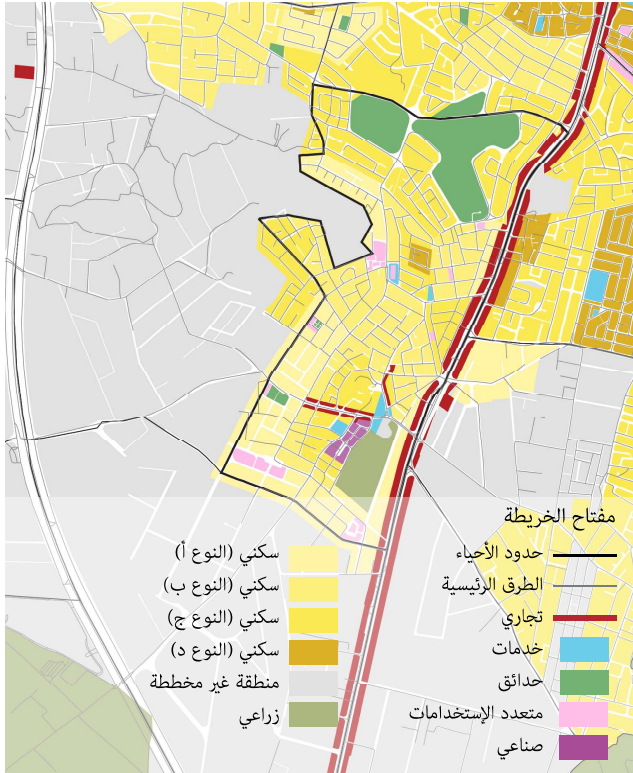 مفتاح الخريطة
حدود الأحياء
الطرق الرئيسية
تجاري
خدمات
حدائق
متعدد الإستخدامات
صناعي
سكني (النوع أ)
سكني (النوع ب)
سكني (النوع ج)
سكني (النوع د)
منطقة غير مخططة
زراعي